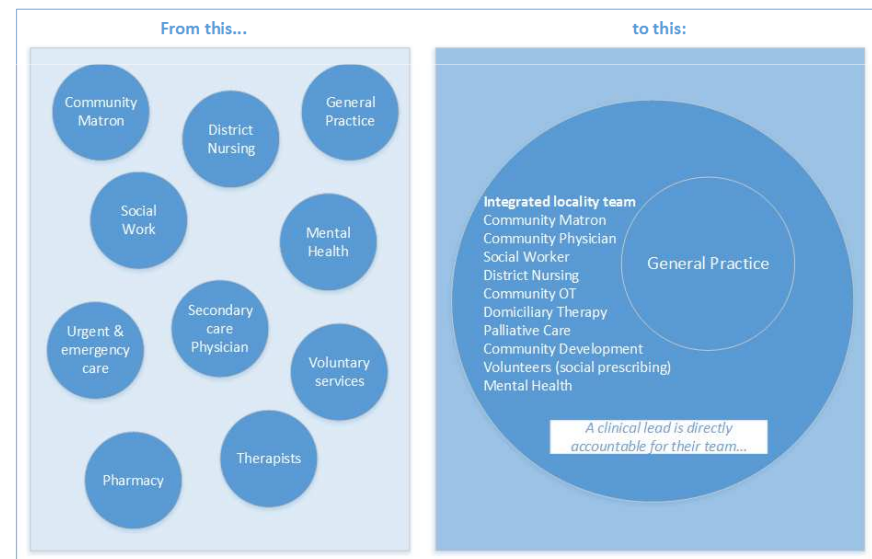 From this...
to this:
Community
Matron
District
Nursing
General
Practice
Social
Work
Mental
Health
Urgent &
emergency
care
Secondary
care
Physician
Voluntary
services
Pharmacy
Therapists
Integrated locality team
Community Matron
Community Physician
Social Worker
District Nursing
Community OT
Domiciliary Therapy
Palliative Care
Community Development
Volunteers (social prescribing)
Mental Health
General Practice
A clinical lead is directly
accountable for their team...